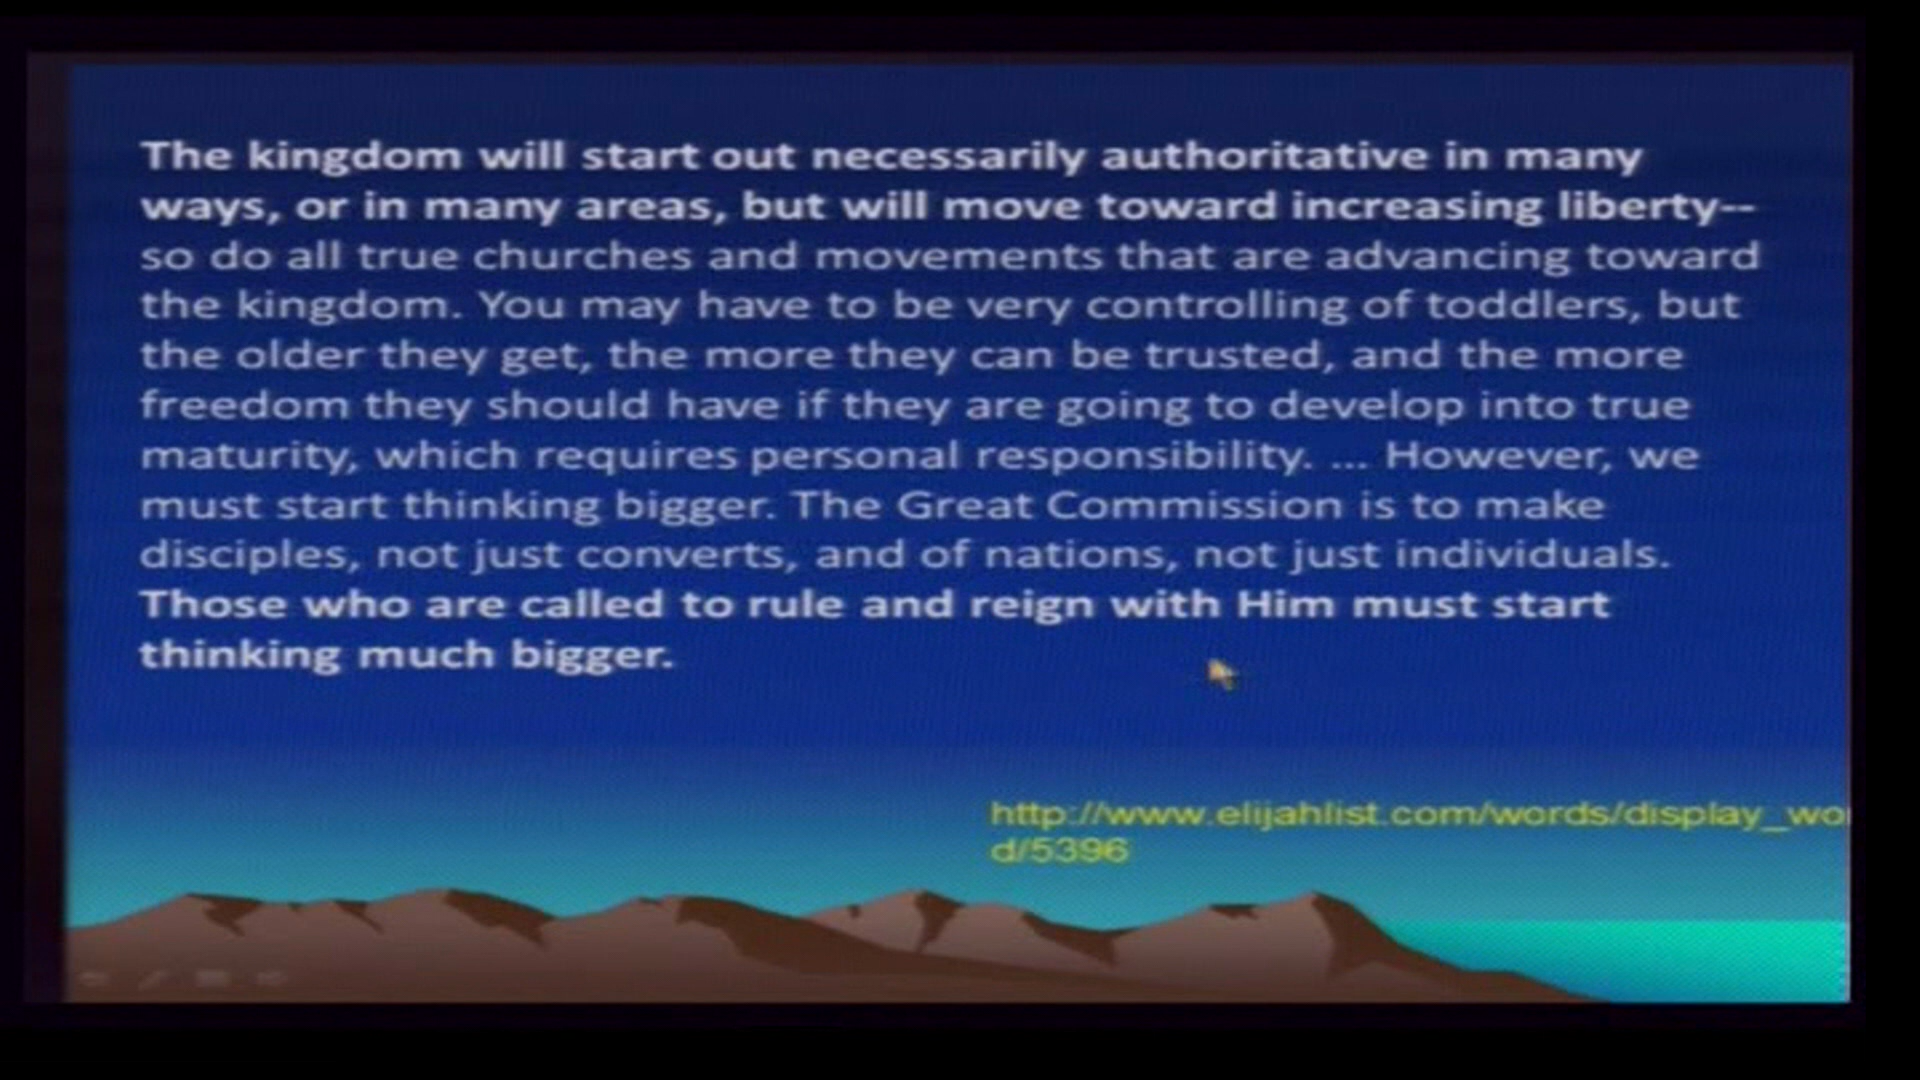 The kingdom will start out necessarily authoritative in many
ways, or in many areas, but will move toward increasing liberty--
so do all true churches and movements that are advancing toward
the kingdom. You may have to be very controlling of toddlers, but
the older they get, the more they can be trusted, and the more
freedom they should have if they are going to develop into true
maturity, which requires personal responsibility. ... However, we
must start thinking bigger. The Great Commission is to make
disciples, not just converts, and of nations, not just individuals.
Those who are called to rule and reign with Him must start
thinking much bigger.
http://www.elijahlist.com/words/display_wor
d/5396